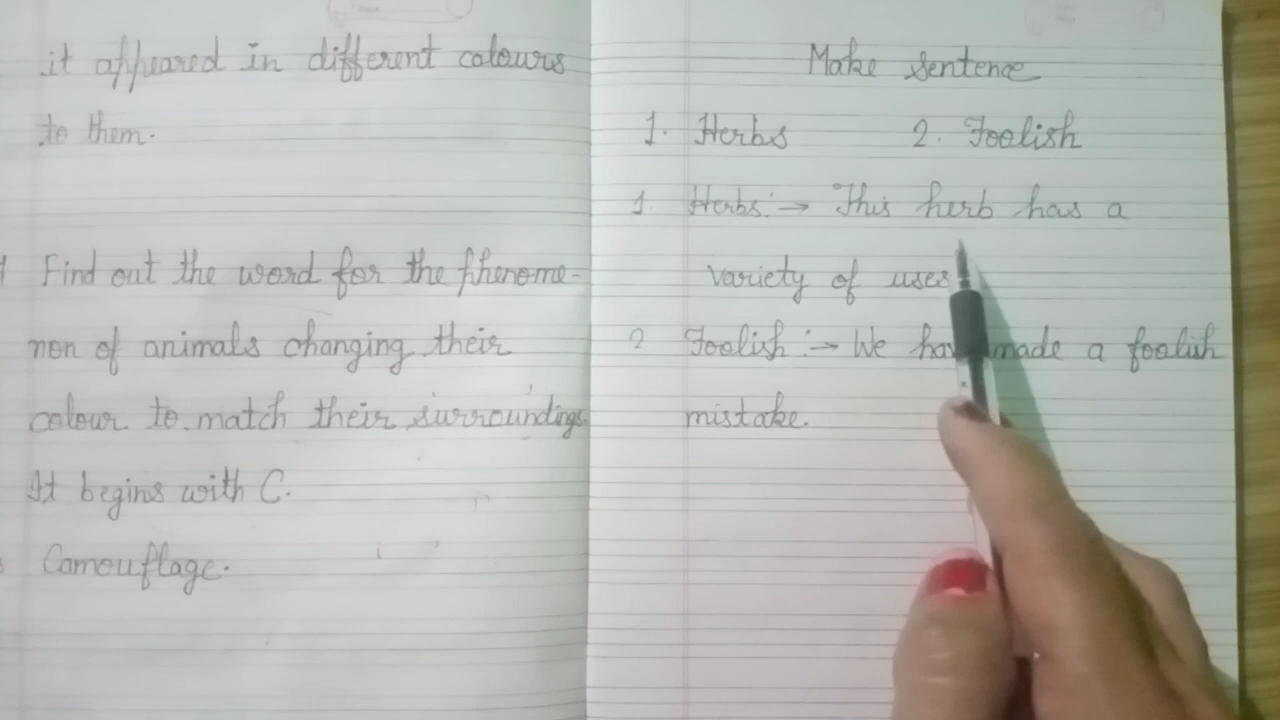 it appeared in different colours
to them.
Find out the word for the phenome-
non of animals changing their
colour to match their surroundings.
It begins with C.
Camouflage.
Make sentence
1. Herbs 2. Foolish
1. Herbs :→ This herb has a
variety of uses
2 Foolish :→ We have made a foolish
mistake.